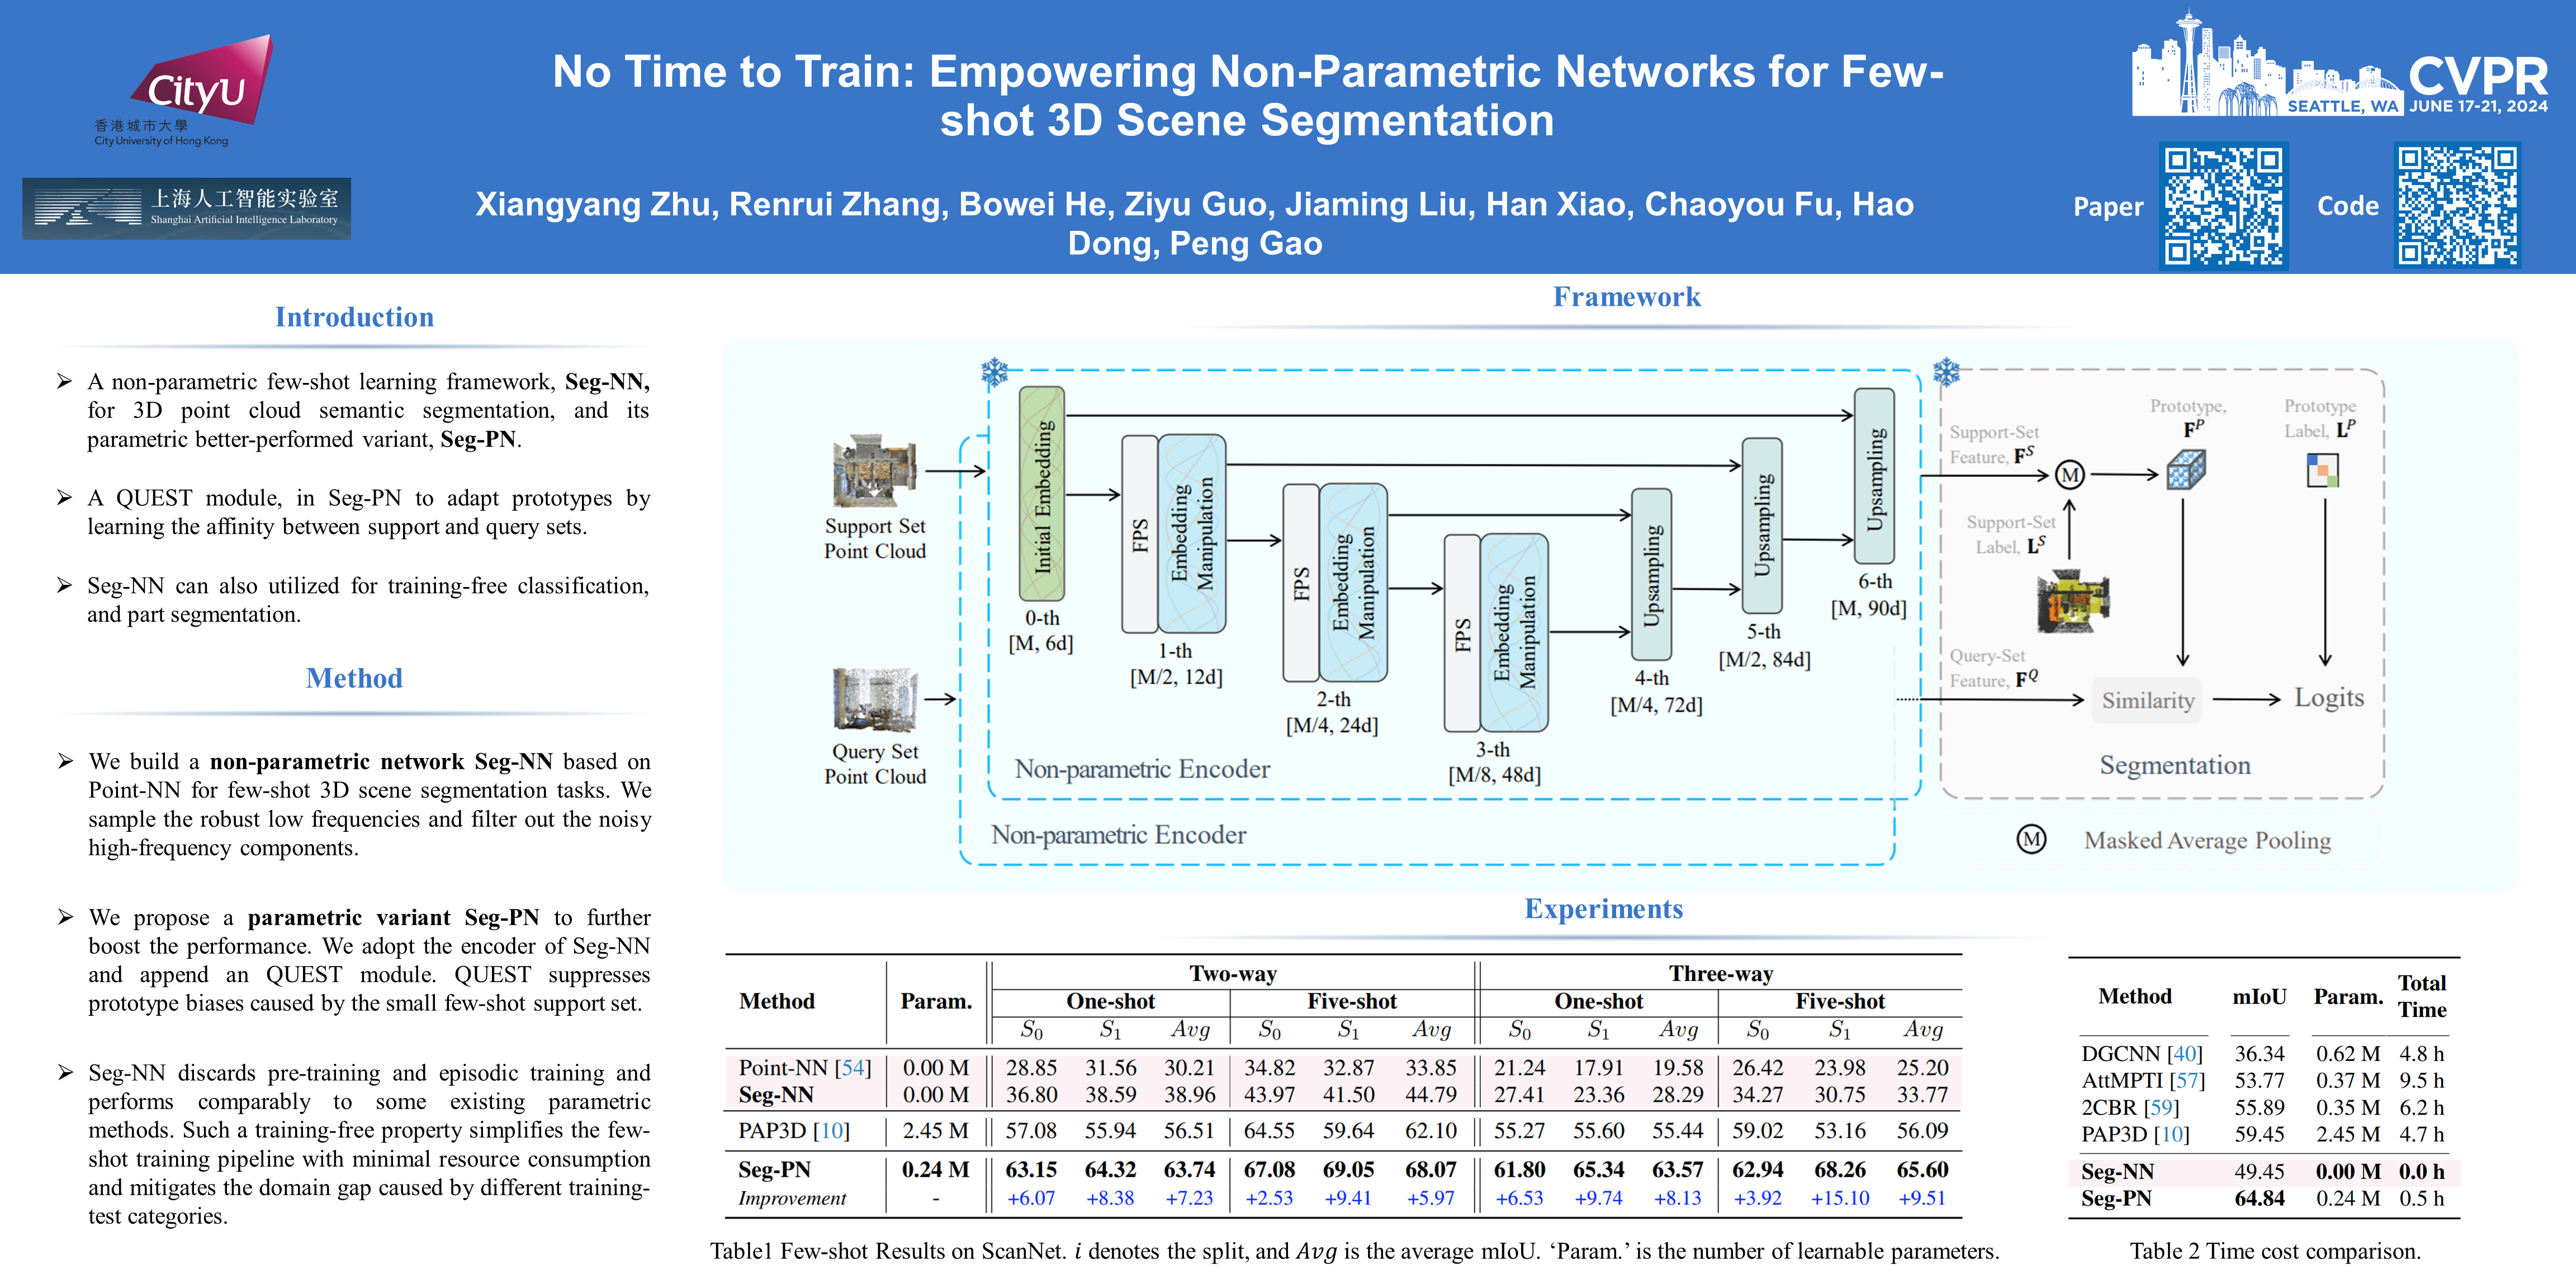 CityU
香港城市大學
City University of Hong Kong
上海人工智能实验室
Shanghai Artificial Intelligence Laboratory
No Time to Train: Empowering Non-Parametric Networks for Few-
shot 3D Scene Segmentation
Xiangyang Zhu, Renrui Zhang, Bowei He, Ziyu Guo, Jiaming Liu, Han Xiao, Chaoyou Fu, Hao
Dong, Peng Gao
SEATTLE, WA
CVPR
JUNE 17-21, 2024
Paper
Code
Introduction
➢ A non-parametric few-shot learning framework, Seg-NN,
for 3D point cloud semantic segmentation, and its
parametric better-performed variant, Seg-PN.
➢ A QUEST module, in Seg-PN to adapt prototypes by
learning the affinity between support and query sets.
➢ Seg-NN can also utilized for training-free classification,
and part segmentation.
Method
➢ We build a non-parametric network Seg-NN based on
Point-NN for few-shot 3D scene segmentation tasks. We
sample the robust low frequencies and filter out the noisy
high-frequency components.
➢ We propose a parametric variant Seg-PN to further
boost the performance. We adopt the encoder of Seg-NN
and append an QUEST module. QUEST suppresses
prototype biases caused by the small few-shot support set.
➢ Seg-NN discards pre-training and episodic training and
performs comparably to some existing parametric
methods. Such a training-free property simplifies the few-
shot training pipeline with minimal resource consumption
and mitigates the domain gap caused by different training-
test categories.
Framework
Support Set
Point Cloud
Query Set
Point Cloud
Initial Embedding
0-th
[M, 6d]
FPS
Embedding
Manipulation
1-th
[M/2, 12d]
FPS
Embedding
Manipulation
2-th
[M/4, 24d]
FPS
Embedding
Manipulation
3-th
[M/8, 48d]
Upsampling
4-th
[M/4, 72d]
Upsampling
5-th
[M/2, 84d]
Upsampling
6-th
[M, 90d]
Non-parametric Encoder
Non-parametric Encoder
Support-Set
Feature, F^S
M
Prototype,
F^P
Prototype
Label, L^P
Support-Set
Label, L^S
Query-Set
Feature, F^Q
Similarity
Logits
Segmentation
M Masked Average Pooling
Experiments
Method Param. Two-way Three-way
One-shot Five-shot One-shot Five-shot
S0 S1 Avg S0 S1 Avg S0 S1 Avg S0 S1 Avg
Point-NN [54] 0.00 M 28.85 31.56 30.21 34.82 32.87 33.85 21.24 17.91 19.58 26.42 23.98 25.20
Seg-NN 0.00 M 36.80 38.59 38.96 43.97 41.50 44.79 27.41 23.36 28.29 34.27 30.75 33.77
PAP3D [10] 2.45 M 57.08 55.94 56.51 64.55 59.64 62.10 55.27 55.60 55.44 59.02 53.16 56.09
Seg-PN 0.24 M 63.15 64.32 63.74 67.08 69.05 68.07 61.80 65.34 63.57 62.94 68.26 65.60
Improvement - +6.07 +8.38 +7.23 +2.53 +9.41 +5.97 +6.53 +9.74 +8.13 +3.92 +15.10 +9.51
Table1 Few-shot Results on ScanNet. i denotes the split, and Avg is the average mIoU. ‘Param.’ is the number of learnable parameters.
Method mIoU Param. Total
Time
DGCNN [40] 36.34 0.62 M 4.8 h
AttMPTI [57] 53.77 0.37 M 9.5 h
2CBR [59] 55.89 0.35 M 6.2 h
PAP3D [10] 59.45 2.45 M 4.7 h
Seg-NN 49.45 0.00 M 0.0 h
Seg-PN 64.84 0.24 M 0.5 h
Table 2 Time cost comparison.